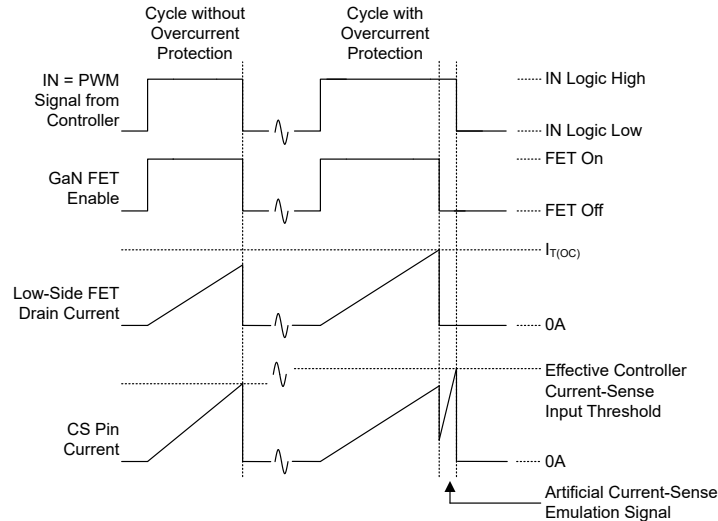 Cycle without
Overcurrent
Protection
Cycle with
Overcurrent
Protection
IN = PWM
Signal from
Controller
IN Logic High
IN Logic Low
GaN FET
Enable
FET On
FET Off
Low-Side FET
Drain Current
I_T(OC)
0A
CS Pin
Current
Effective Controller
Current-Sense
Input Threshold
0A
Artificial Current-Sense
Emulation Signal